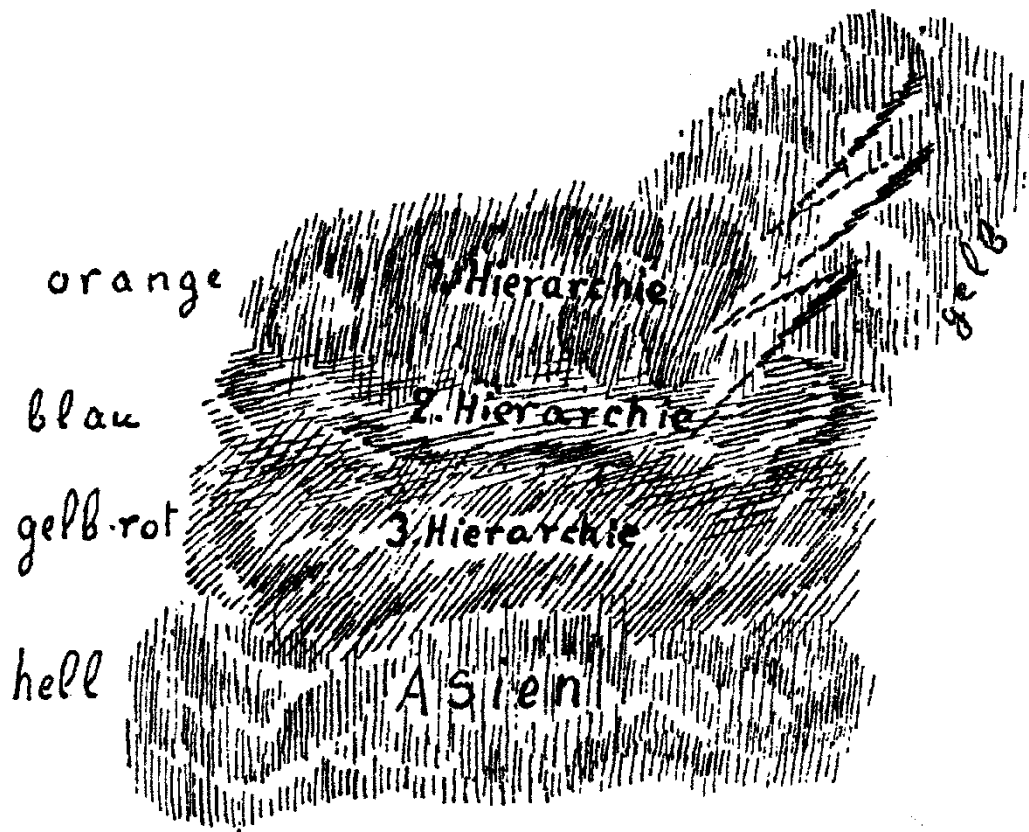 orange
1. Hierarchie
gelb
blau
2. Hierarchie
gelb-rot
3. Hierarchie
hell
Asien